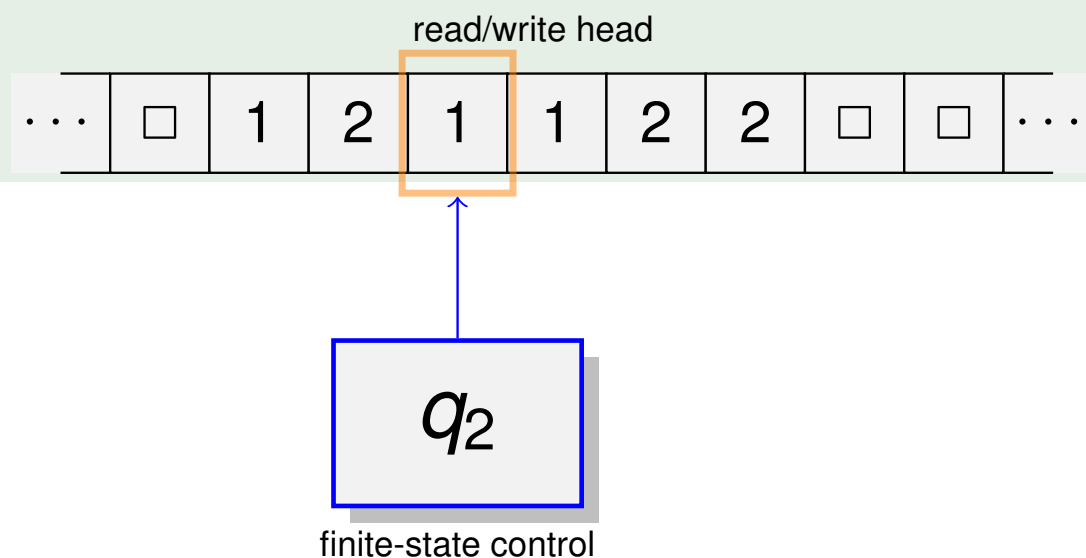 read/write head
··· □ 1 2 1 1 2 2 □ □ ···
q₂
finite-state control